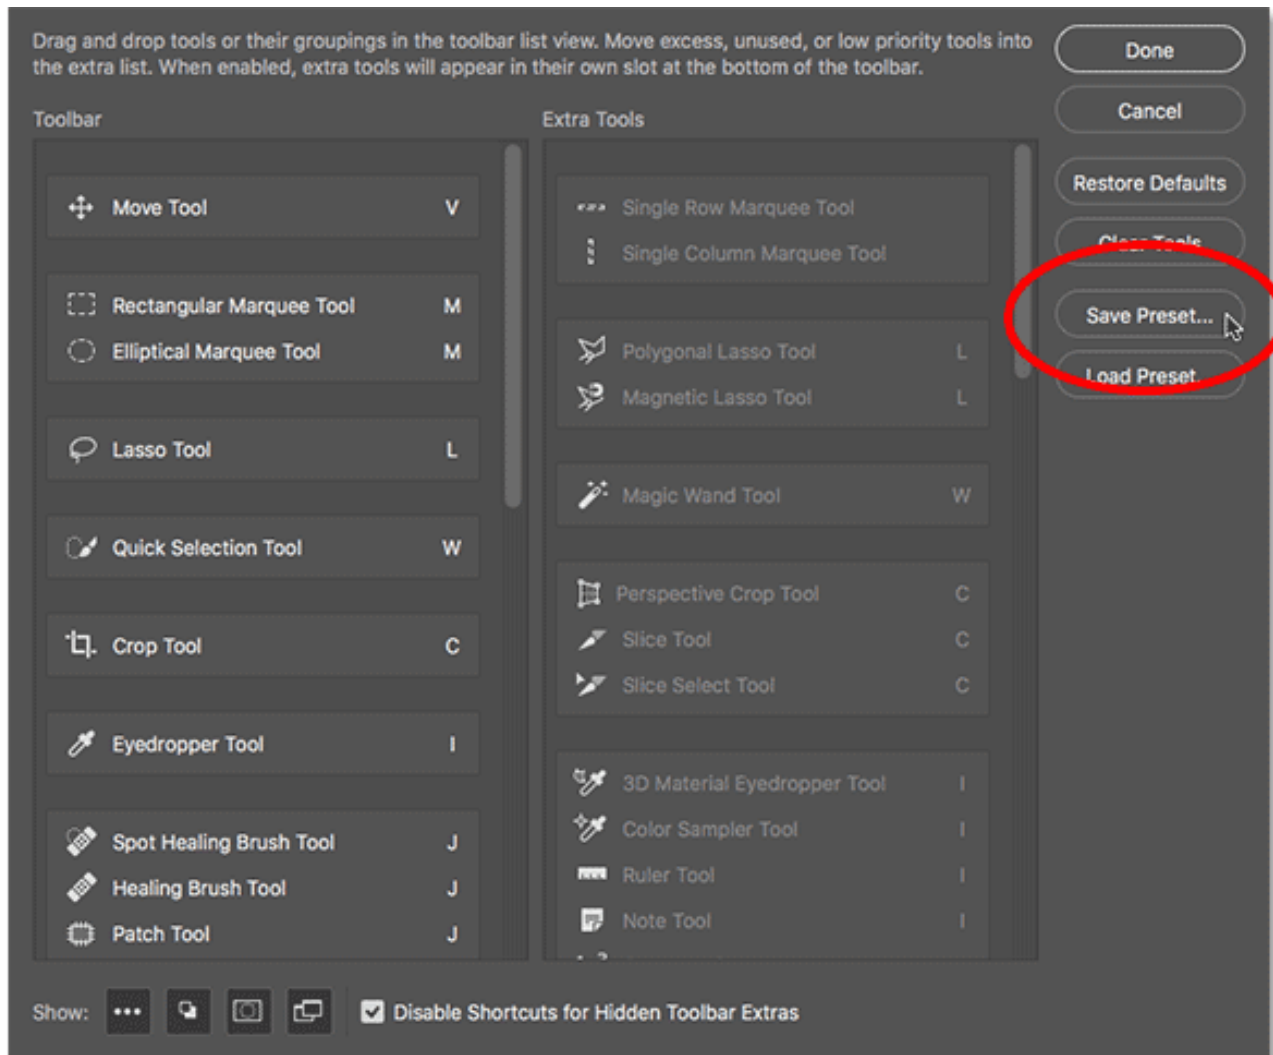 Drag and drop tools or their groupings in the toolbar list view. Move excess, unused, or low priority tools into
the extra list. When enabled, extra tools will appear in their own slot at the bottom of the toolbar.
Done
Cancel
Restore Defaults
Clear Tools
Save Preset...
Load Preset...
Toolbar
Move Tool V
Rectangular Marquee Tool M
Elliptical Marquee Tool M
Lasso Tool L
Quick Selection Tool W
Crop Tool C
Eyedropper Tool I
Spot Healing Brush Tool J
Healing Brush Tool J
Patch Tool J
Extra Tools
Single Row Marquee Tool
Single Column Marquee Tool
Polygonal Lasso Tool L
Magnetic Lasso Tool L
Magic Wand Tool W
Perspective Crop Tool C
Slice Tool C
Slice Select Tool C
3D Material Eyedropper Tool I
Color Sampler Tool I
Ruler Tool I
Note Tool I
Show:
Disable Shortcuts for Hidden Toolbar Extras